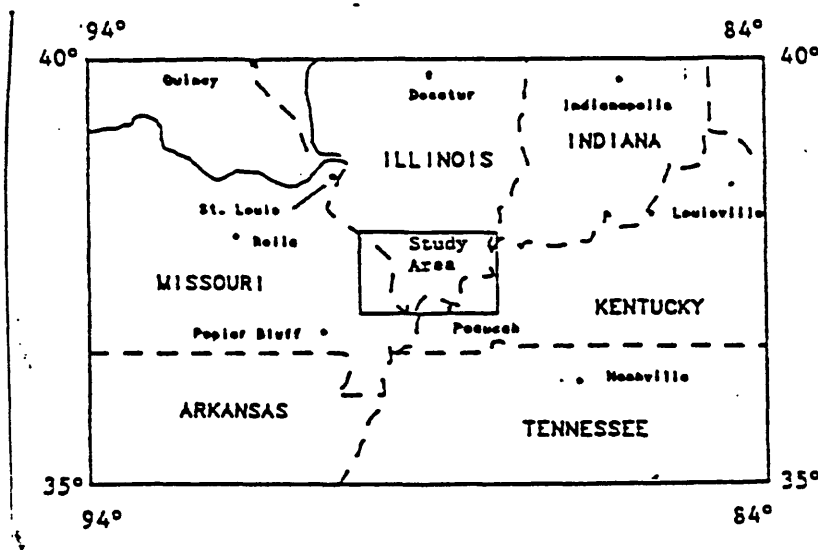 94° 84°
40° 40°
Quincy
Decatur
Indianapolis
INDIANA
ILLINOIS
St. Louis
Louisville
Rolla
Study
Area
MISSOURI
KENTUCKY
Poplar Bluff
Paducah
Nashville
ARKANSAS
TENNESSEE
35° 35°
94° 84°